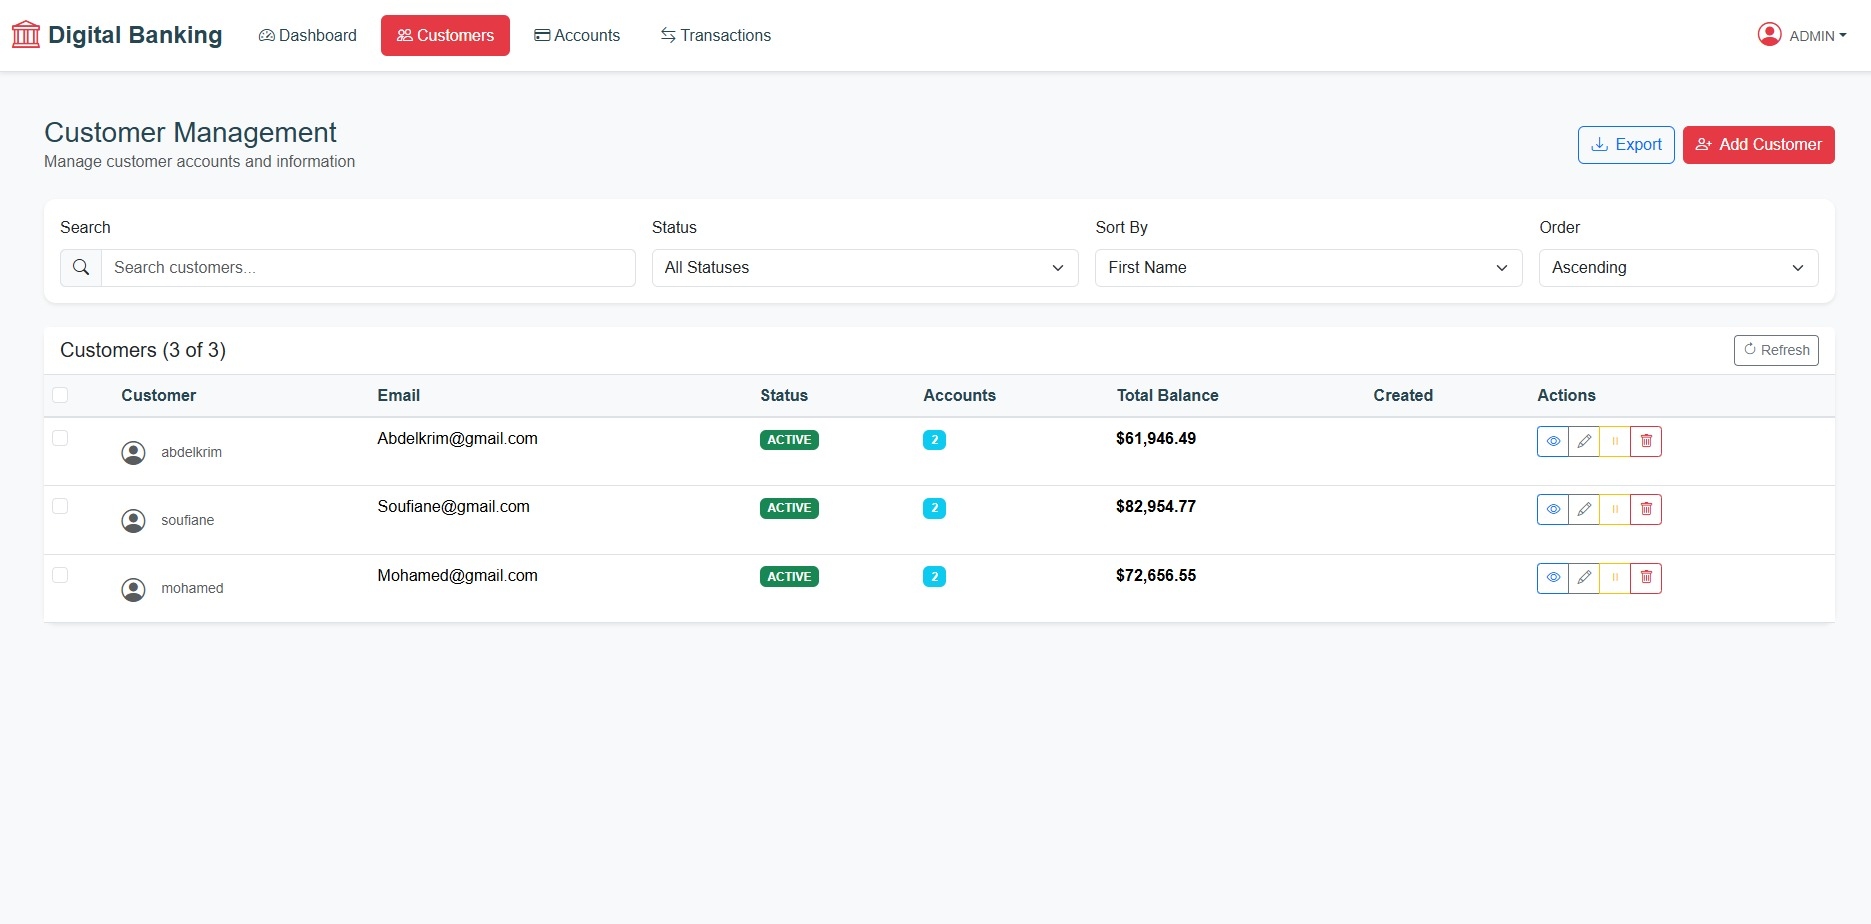 Digital Banking Dashboard Customers Accounts Transactions ADMIN
Customer Management
Manage customer accounts and information
Export Add Customer
Search Status Sort By Order
Search customers... All Statuses First Name Ascending
Customers (3 of 3) Refresh
Customer Email Status Accounts Total Balance Created Actions
abdelkrim Abdelkrim@gmail.com ACTIVE 2 $61,946.49
soufiane Soufiane@gmail.com ACTIVE 2 $82,954.77
mohamed Mohamed@gmail.com ACTIVE 2 $72,656.55